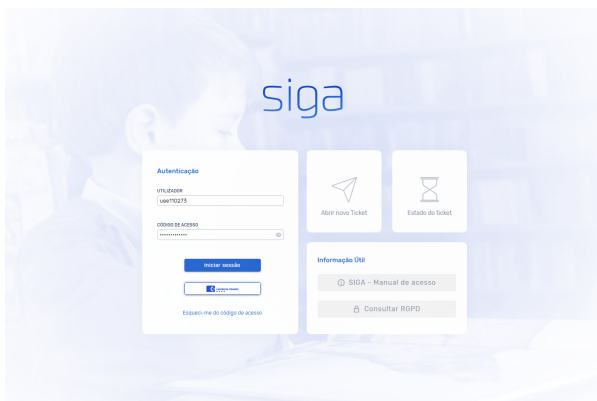 siga
Autenticação
UTILIZADOR
uee110273
CÓDIGO DE ACESSO
Iniciar sessão
Esqueci-me do código de acesso
Abrir novo Ticket
Estado do ticket
Informação Útil
SIGA - Manual de acesso
Consultar RGPD